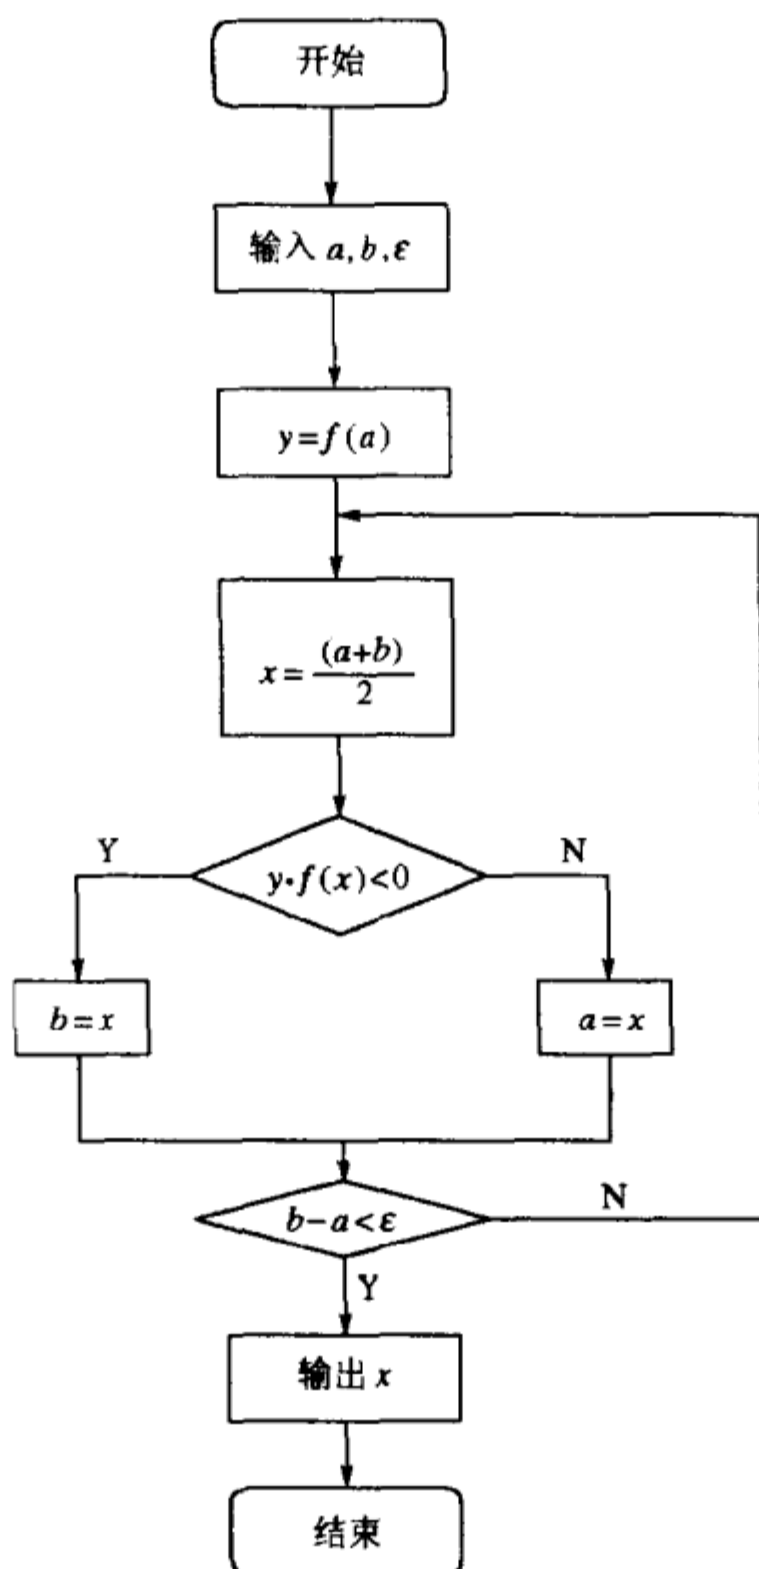 开始
输入 a, b, ε
y=f(a)
x= (a+b)/2
Y
y·f(x)<0
N
b=x
a=x
b-a<ε
N
Y
输出 x
结束